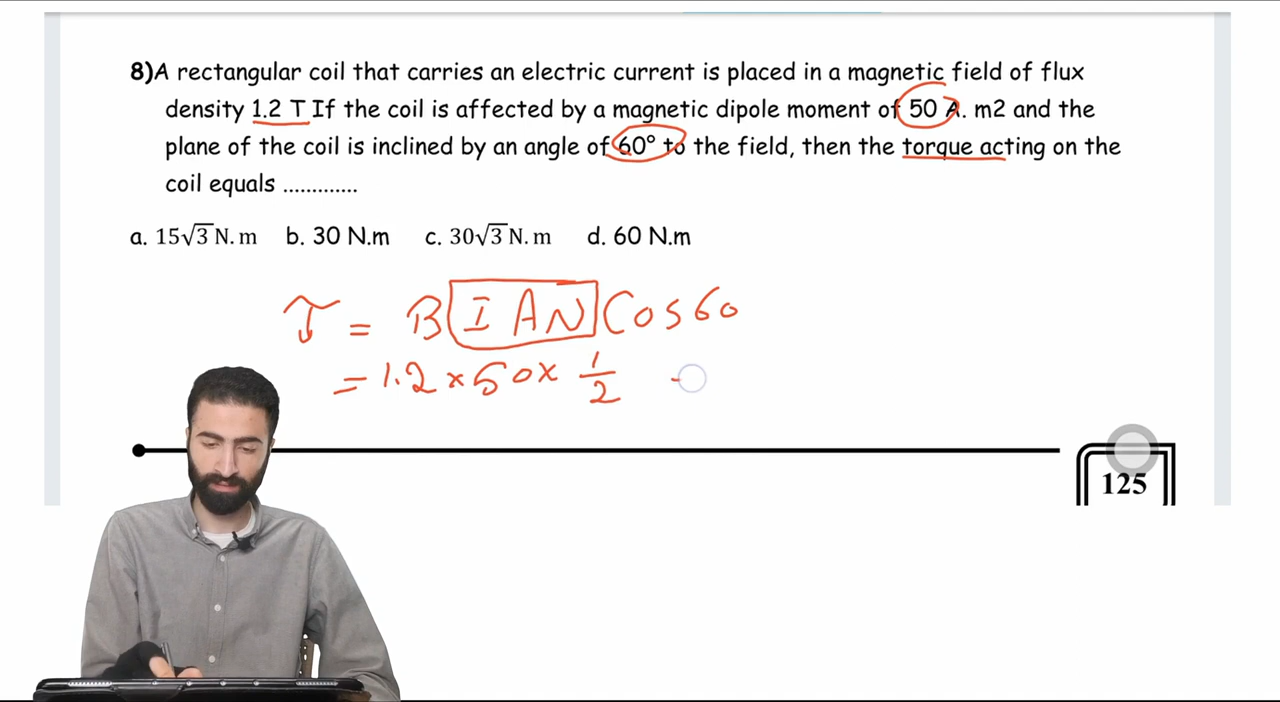 8)A rectangular coil that carries an electric current is placed in a magnetic field of flux
density 1.2 T If the coil is affected by a magnetic dipole moment of 50 A. m2 and the
plane of the coil is inclined by an angle of 60° to the field, then the torque acting on the
coil equals .............
a. 15√3 N. m b. 30 N.m c. 30√3 N. m d. 60 N.m
τ = B I A N Cos 60
= 1.2 × 50 × 1/2
125